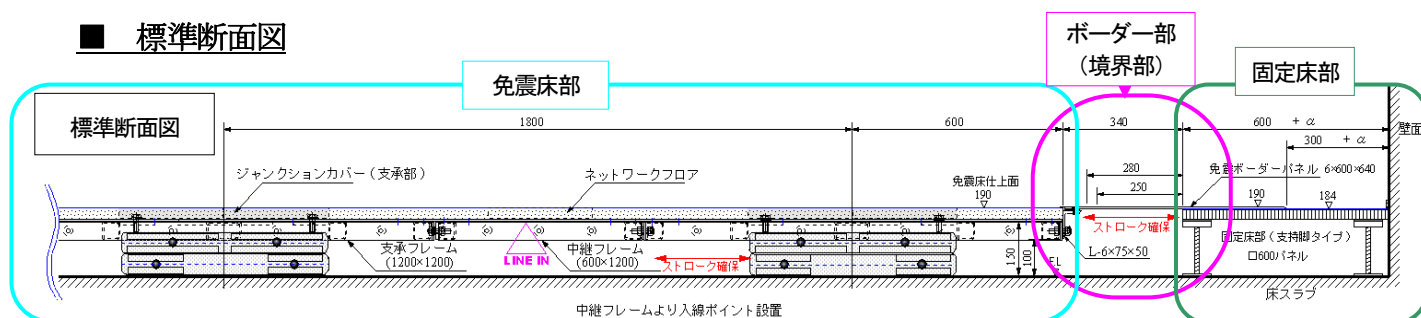 ■ 標準断面図
ボーダー部
（境界部）
免震床部
固定床部
標準断面図
1800
600
340
600 + α
壁面
300 + α
ジャンクションカバー（支承部）
ネットワークフロア
免震床仕上面
190
280
250
免震ボーダーパネル 6×600×640
190
184
ストローク確保
支承フレーム
(1200×1200)
LINE IN
中継フレーム
(600×1200)
ストローク確保
150
100
F.L
L-6×75×50
固定床部（支持脚タイプ）
口600パネル
床スラブ
中継フレームより入線ポイント設置